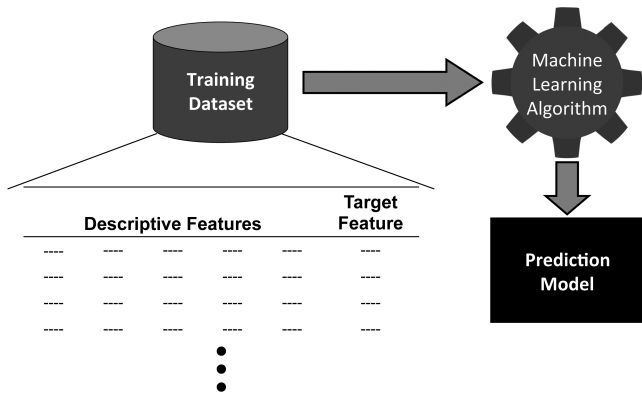 Training
Dataset
Machine
Learning
Algorithm
Target
Descriptive Features Feature
---- ---- ---- ---- ---- ----
---- ---- ---- ---- ---- ----
---- ---- ---- ---- ---- ----
---- ---- ---- ---- ---- ----
Prediction
Model